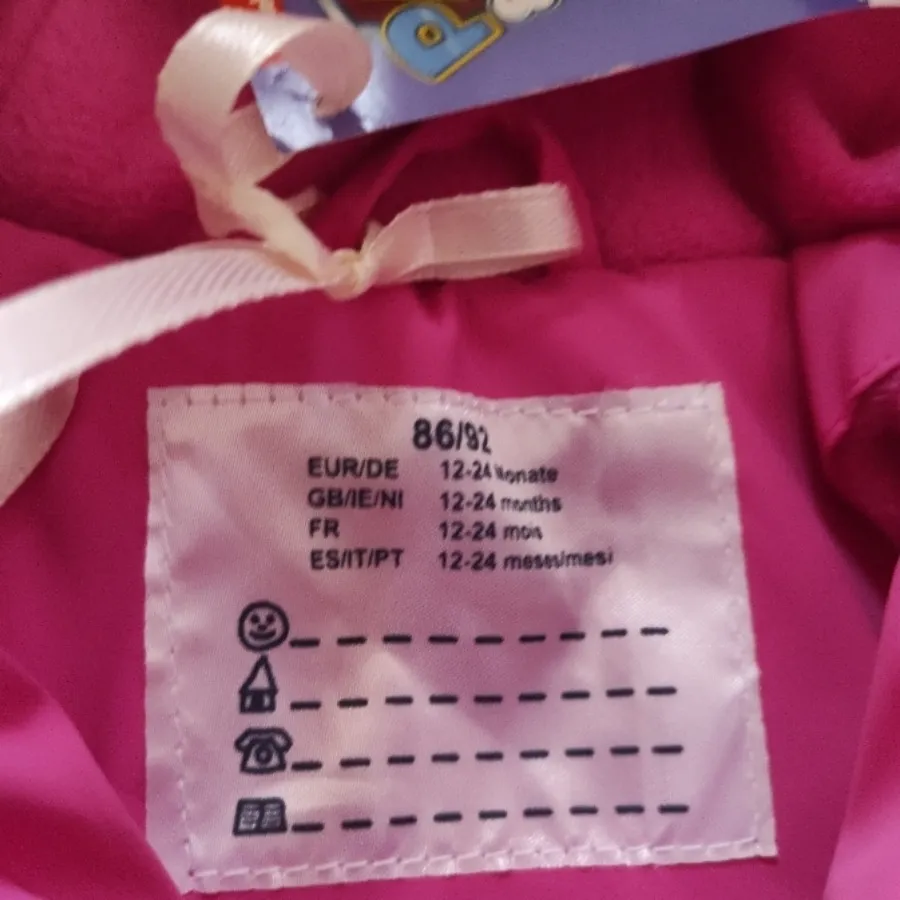 P
86/92
EUR/DE 12-24 Monate
GB/IE/NI 12-24 months
FR 12-24 mois
ES/IT/PT 12-24 meses/mesi